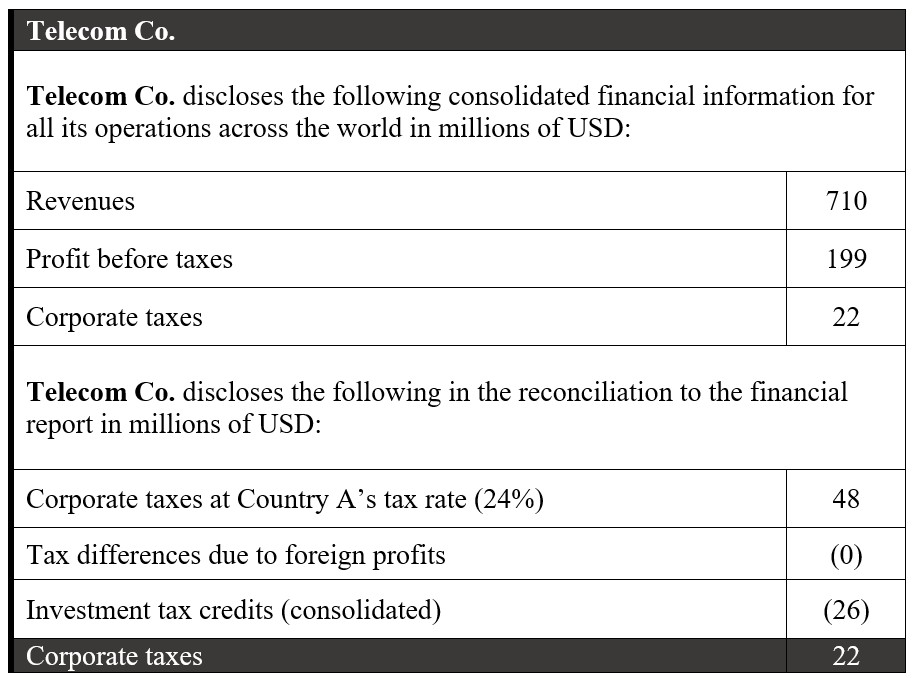 Telecom Co.
Telecom Co. discloses the following consolidated financial information for
all its operations across the world in millions of USD:
Revenues 710
Profit before taxes 199
Corporate taxes 22
Telecom Co. discloses the following in the reconciliation to the financial
report in millions of USD:
Corporate taxes at Country A’s tax rate (24%) 48
Tax differences due to foreign profits (0)
Investment tax credits (consolidated) (26)
Corporate taxes 22